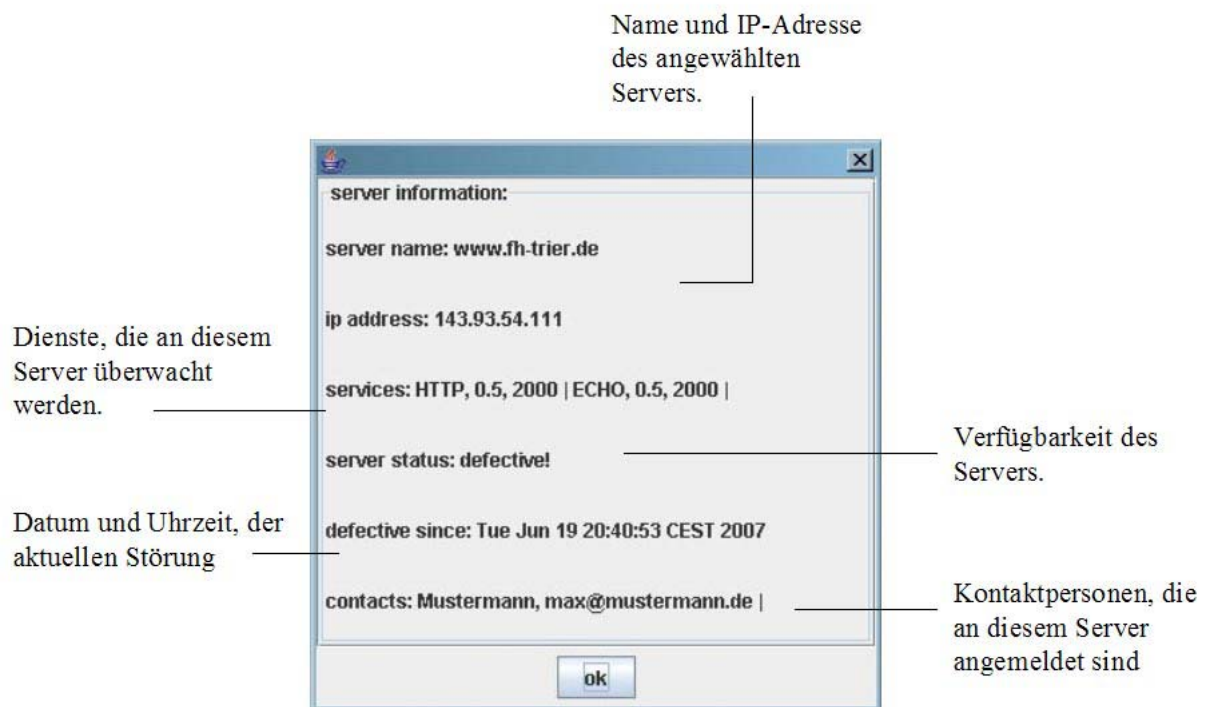 Name und IP-Adresse
des angewählten
Servers.
server information:
server name: www.fh-trier.de
ip address: 143.93.54.111
Dienste, die an diesem
Server überwacht
werden.
services: HTTP, 0.5, 2000 | ECHO, 0.5, 2000 |
Verfügbarkeit des
Servers.
server status: defective!
Datum und Uhrzeit, der
aktuellen Störung
defective since: Tue Jun 19 20:40:53 CEST 2007
contacts: Mustermann, max@mustermann.de |
Kontaktpersonen, die
an diesem Server
angemeldet sind
ok